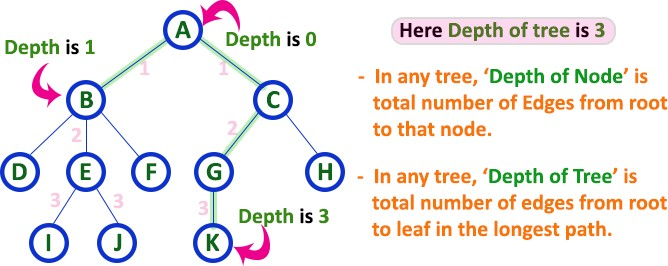 A
Depth is 0
Depth is 1
1
1
B
C
2
2
D
E
F
G
H
3
3
3
Depth is 3
I
J
K
Here Depth of tree is 3
- In any tree, ‘Depth of Node’ is
total number of Edges from root
to that node.
- In any tree, ‘Depth of Tree’ is
total number of edges from root
to leaf in the longest path.